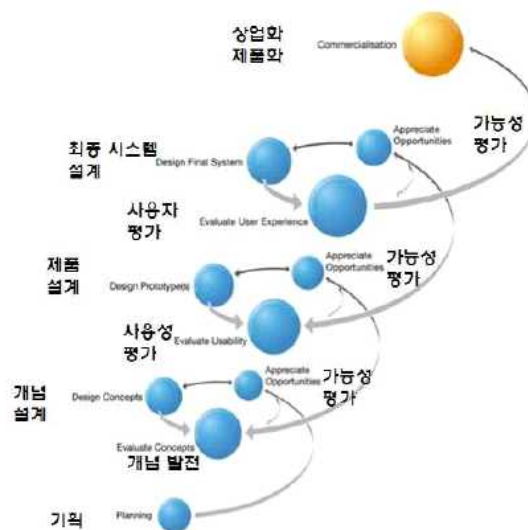 상업화
제품화
Commercialisation
가능성
평가
Appreciate
Opportunities
최종 시스템
설계
Design Final System
사용자
평가
Evaluate User Experience
제품
설계
Appreciate
Opportunities
가능성
평가
Design Prototype(s)
사용성
평가
Evaluate Usability
개념
설계
Appreciate
Opportunities
가능성
평가
Design Concepts
Evaluate Concepts
개념 발전
기획
Planning